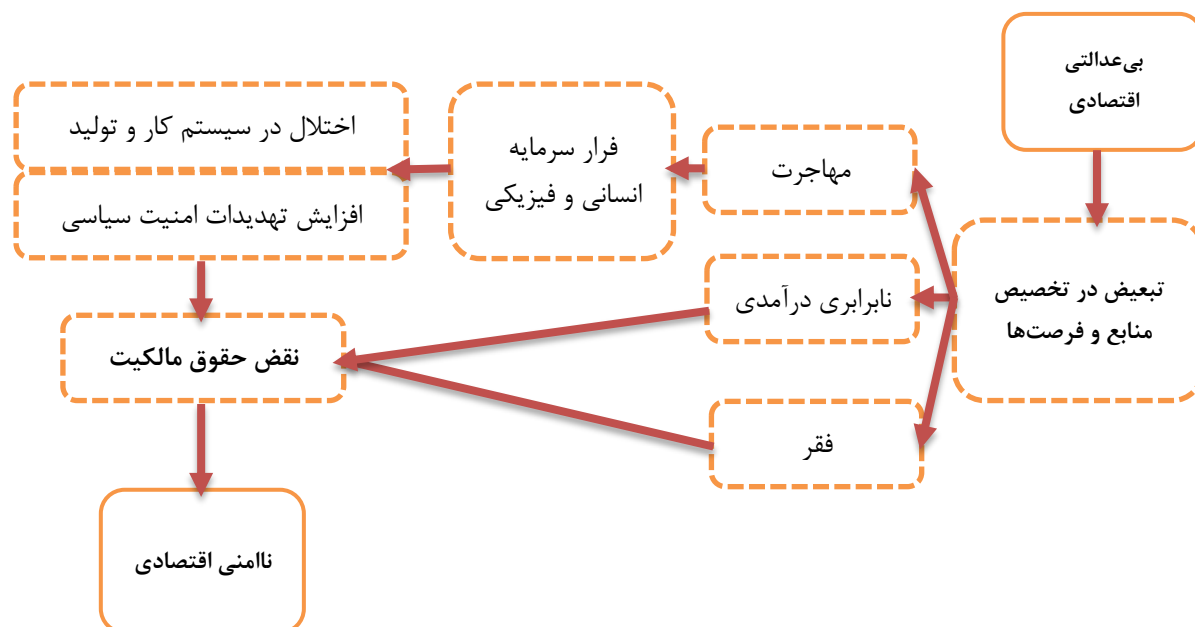 بی‌عدالتی
اقتصادی
تبعیض در تخصیص
منابع و فرصت‌ها
مهاجرت
نابرابری درآمدی
فقر
فرار سرمایه
انسانی و فیزیکی
اختلال در سیستم کار و تولید
افزایش تهدیدات امنیت سیاسی
نقض حقوق مالکیت
ناامنی اقتصادی